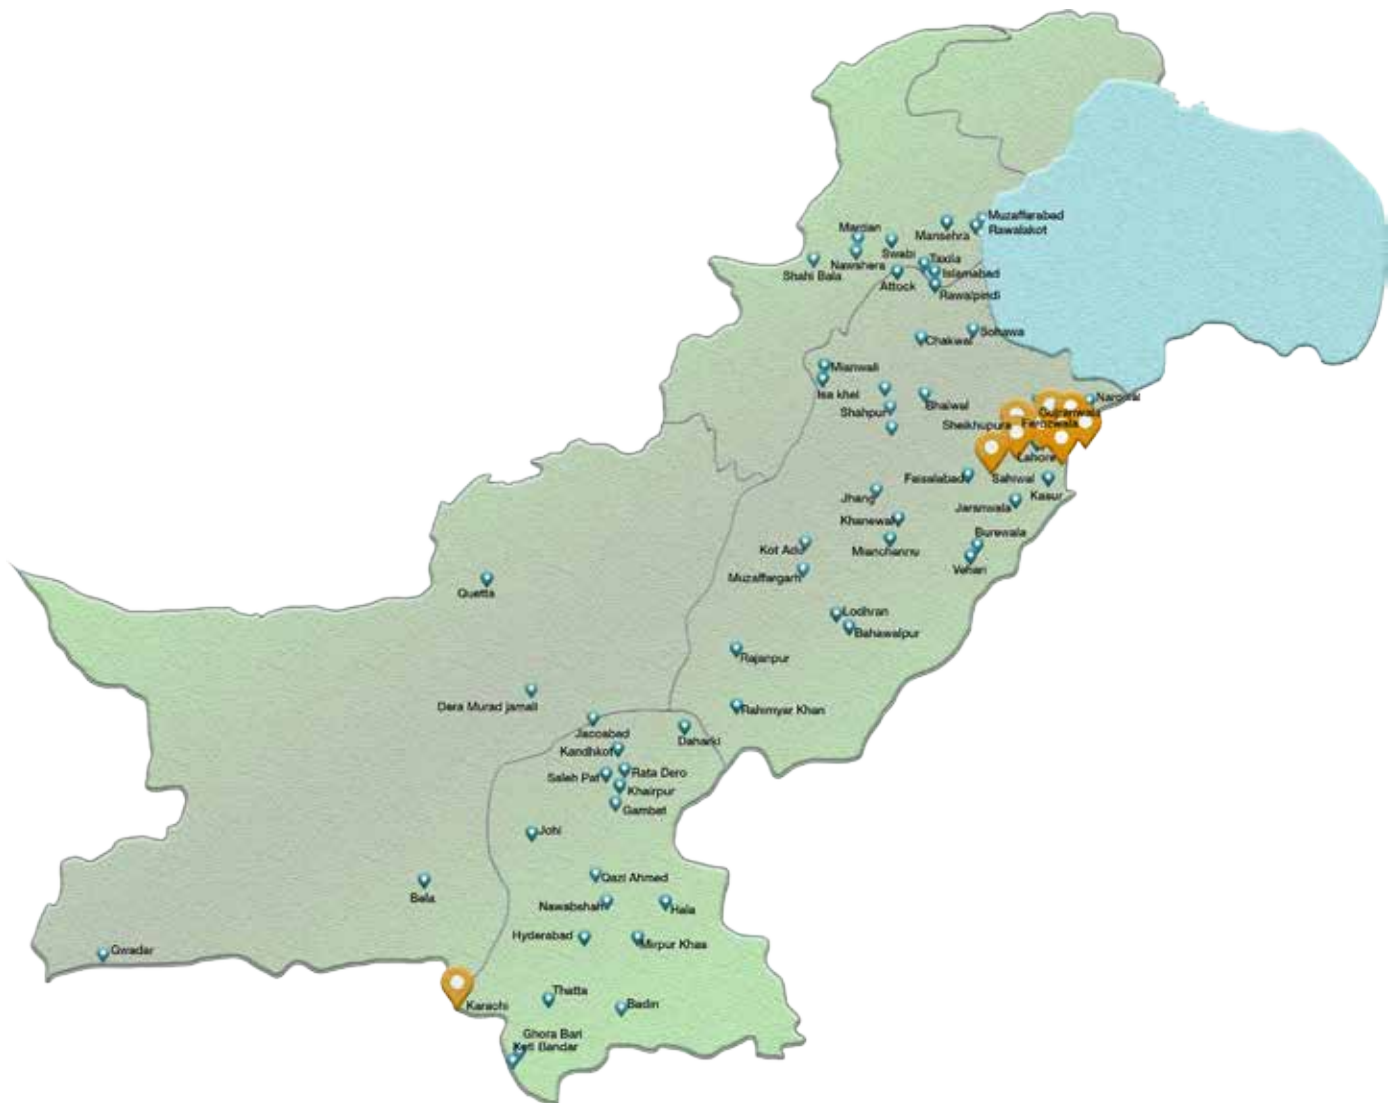 Muzaffarabad
Mardan
Mansehra
Rawalakot
Swabi
Taxila
Nawshera
Shahi Bala
Islamabad
Attock
Rawalpindi
Sohawa
Chakwal
Mianwali
Isa khel
Bhalwal
Narowal
Shahpur
Gujranwala
Sheikhupura
Ferozwala
Lahore
Faisalabad
Sahiwal
Kasur
Jhang
Jaranwala
Khanewal
Burewala
Kot Adu
Mianchannu
Vehari
Muzaffargarh
Quetta
Lodhran
Bahawalpur
Rajanpur
Dera Murad jamali
Rahimyar Khan
Jaccabad
Daharki
Kandhkot
Saleh Pat
Rata Dero
Khairpur
Gambat
Johi
Qazi Ahmed
Bela
Nawabshah
Hala
Hyderabad
Mirpur Khas
Gwadar
Thatta
Karachi
Badin
Ghora Bari
Keti Bandar